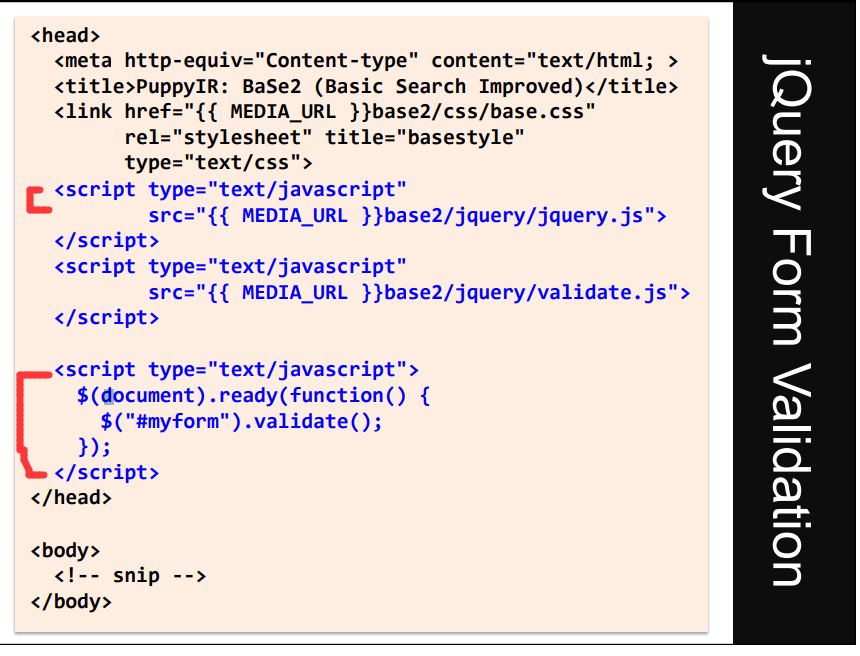 <head>
  <meta http-equiv="Content-type" content="text/html; >
  <title>PuppyIR: BaSe2 (Basic Search Improved)</title>
  <link href="{{ MEDIA_URL }}base2/css/base.css"
        rel="stylesheet" title="basestyle"
        type="text/css">
  <script type="text/javascript"
          src="{{ MEDIA_URL }}base2/jquery/jquery.js">
  </script>
  <script type="text/javascript"
          src="{{ MEDIA_URL }}base2/jquery/validate.js">
  </script>

  <script type="text/javascript">
    $(document).ready(function() {
      $("#myform").validate();
    });
  </script>
</head>

<body>
  <!-- snip -->
</body>
jQuery Form Validation